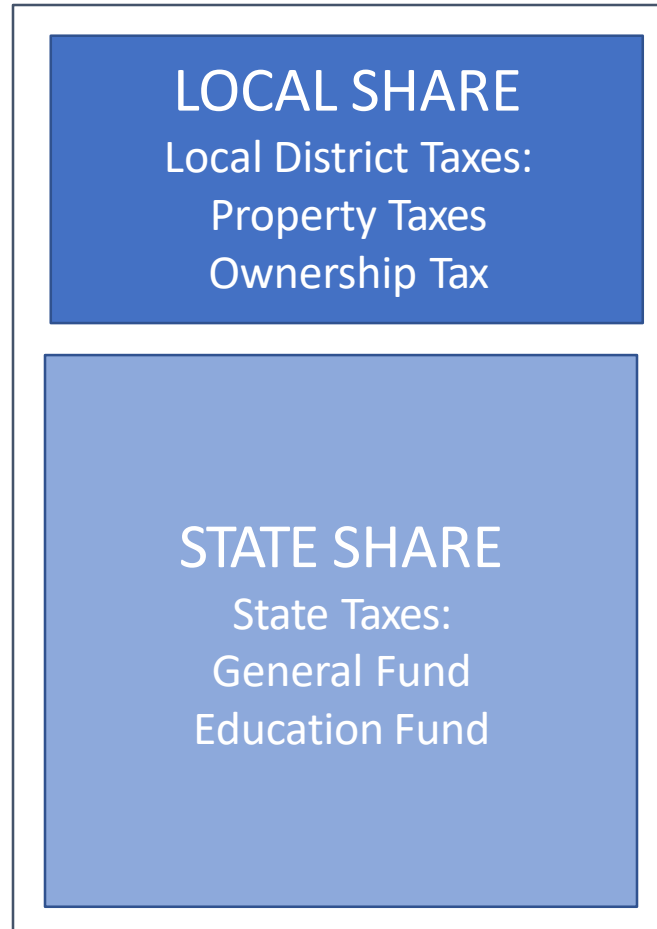 LOCAL SHARE
Local District Taxes:
Property Taxes
Ownership Tax
STATE SHARE
State Taxes:
General Fund
Education Fund